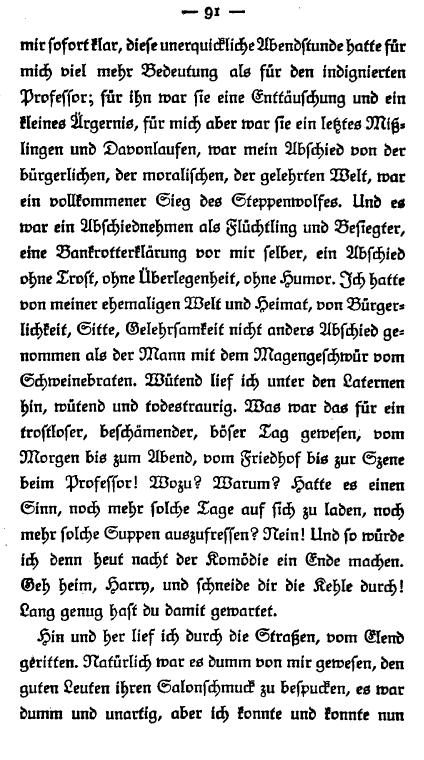 — 91 —
mir sofort klar, diese unerquickliche Abendstunde hatte für
mich viel mehr Bedeutung als für den indignierten
Professor; für ihn war sie eine Enttäuschung und ein
kleines Ärgernis, für mich aber war sie ein letztes Miß-
lingen und Davonlaufen, war mein Abschied von der
bürgerlichen, der moralischen, der gelehrten Welt, war
ein vollkommener Sieg des Steppenwolfes. Und es
war ein Abschiednehmen als Flüchtling und Besiegter,
eine Bankrotterklärung vor mir selber, ein Abschied
ohne Trost, ohne Überlegenheit, ohne Humor. Ich hatte
von meiner ehemaligen Welt und Heimat, von Bürger-
lichkeit, Sitte, Gelehrsamkeit nicht anders Abschied ge-
nommen als der Mann mit dem Magengeschwür vom
Schweinebraten. Wütend lief ich unter den Laternen
hin, wütend und todestraurig. Was war das für ein
trostloser, beschämender, böser Tag gewesen, vom
Morgen bis zum Abend, vom Friedhof bis zur Szene
beim Professor! Wozu? Warum? Hatte es einen
Sinn, noch mehr solche Tage auf sich zu laden, noch
mehr solche Suppen auszufressen? Nein! Und so würde
ich denn heut nacht der Komödie ein Ende machen.
Geh heim, Harry, und schneide dir die Kehle durch!
Lang genug hast du damit gewartet.
Hin und her lief ich durch die Straßen, vom Elend
geritten. Natürlich war es dumm von mir gewesen, den
guten Leuten ihren Salonschmuck zu bespucken, es war
dumm und unartig, aber ich konnte und konnte nun